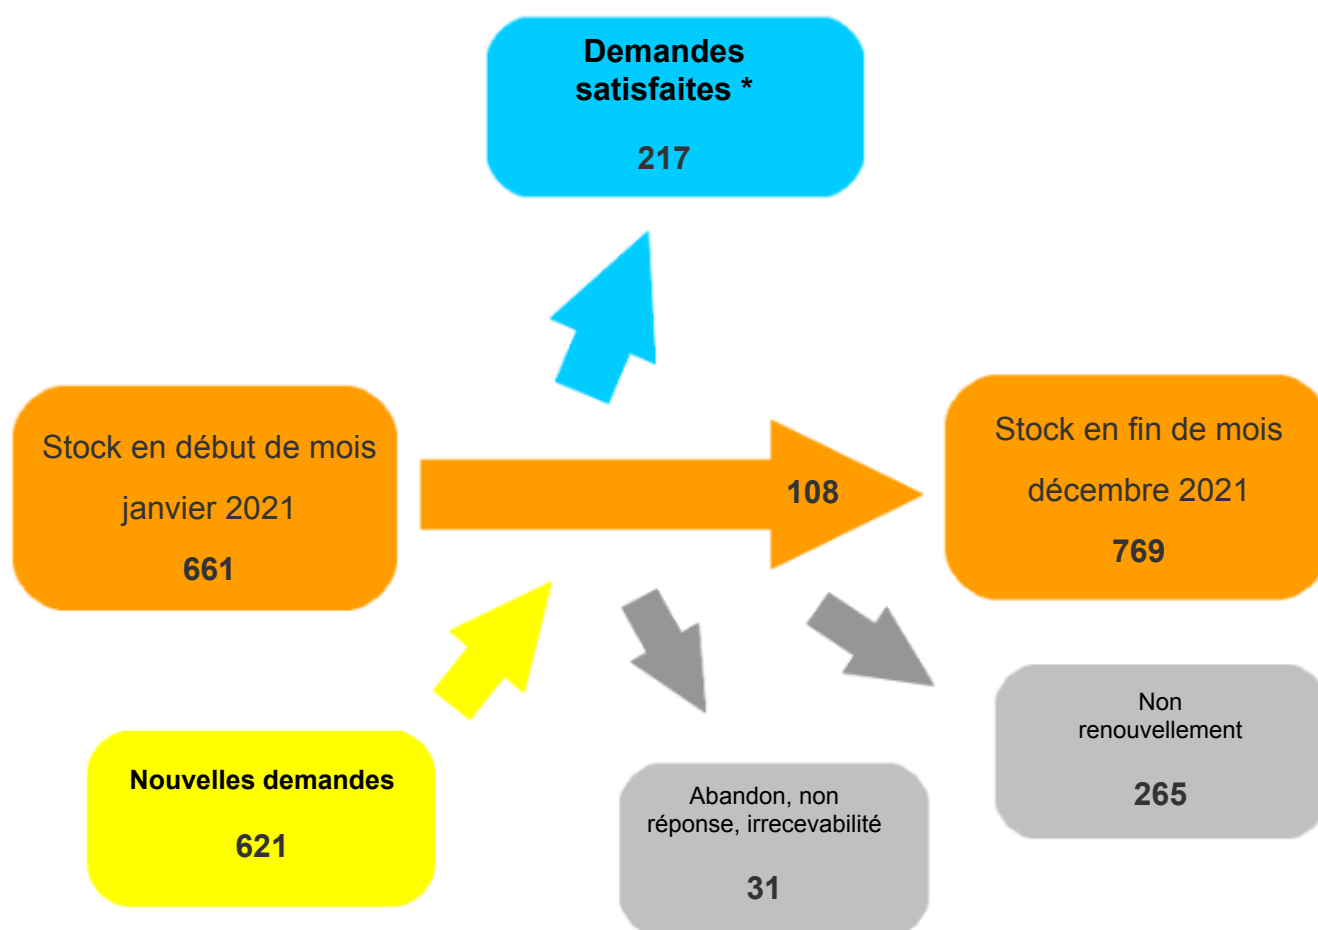 Demandes
satisfaites *
217
Stock en début de mois
janvier 2021
661
108
Stock en fin de mois
décembre 2021
769
Nouvelles demandes
621
Abandon, non
réponse, irrecevabilité
31
Non
renouvellement
265